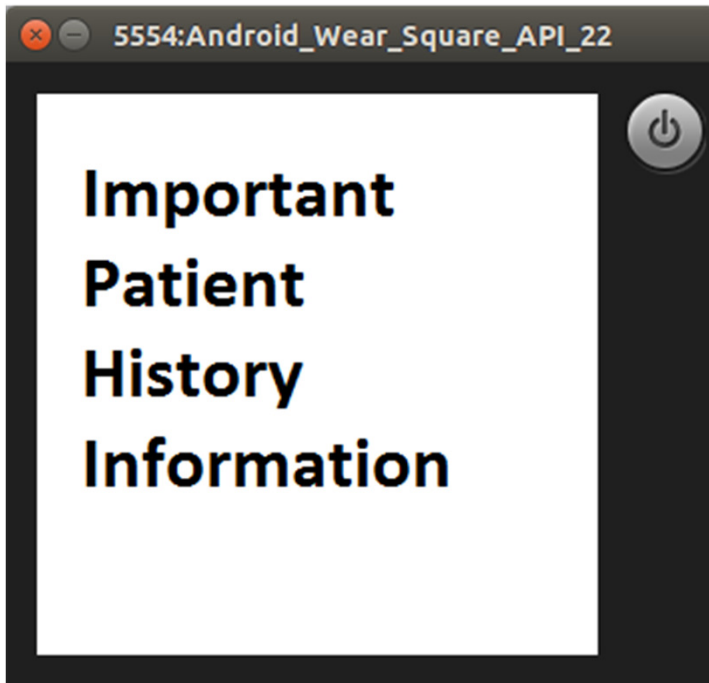 5554:Android_Wear_Square_API_22
Important
Patient
History
Information